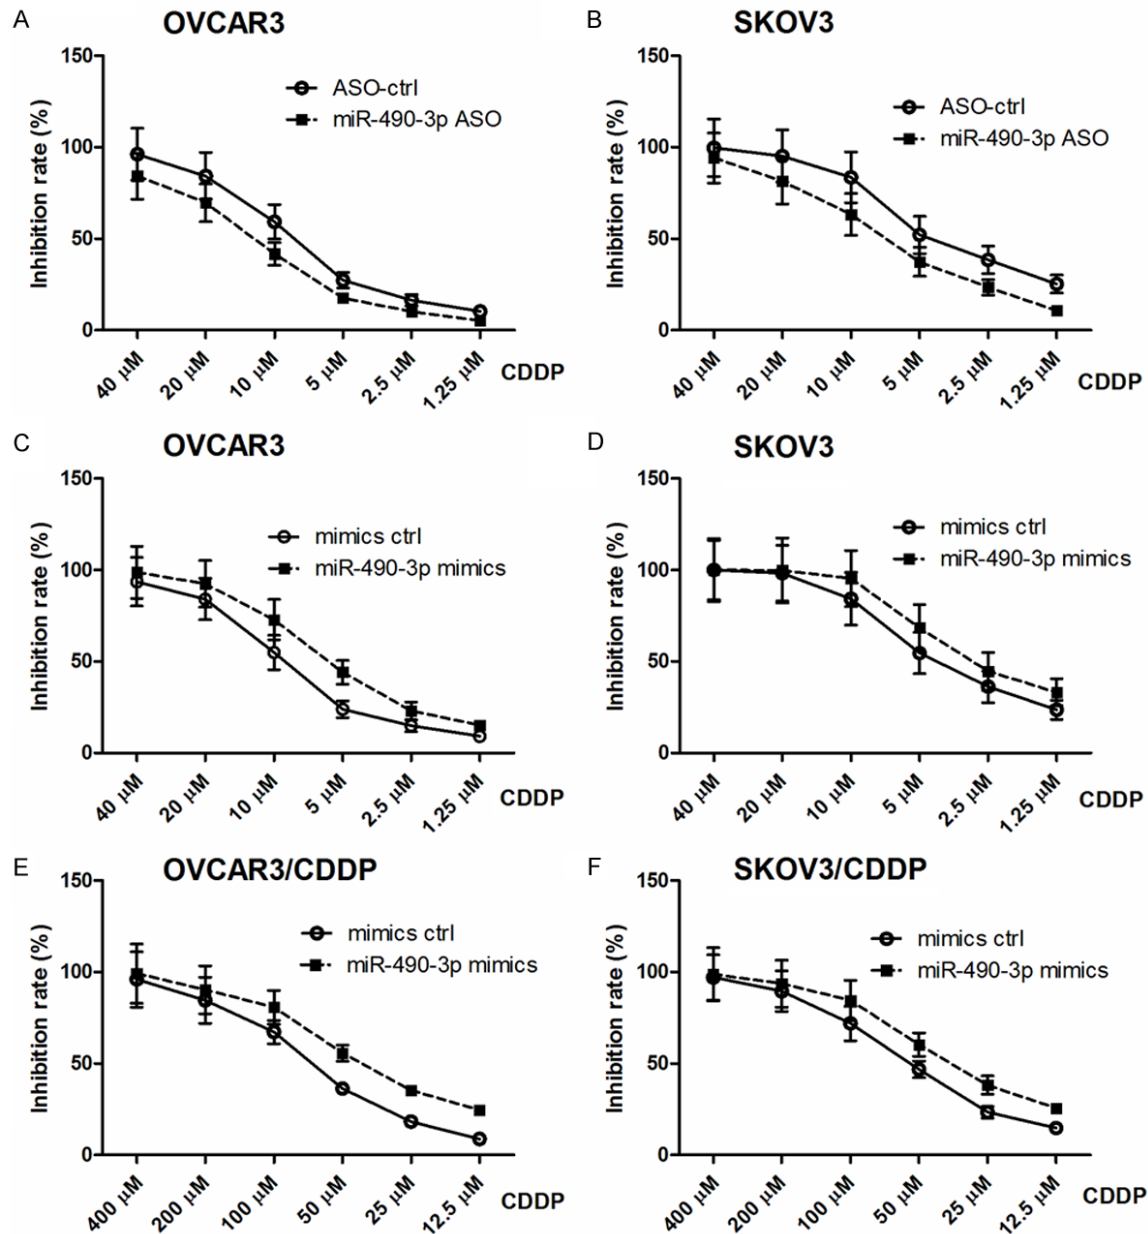 A
OVCAR3
150
100
50
0
Inhibition rate (%)
ASO-ctrl
miR-490-3p ASO
40 μM
20 μM
10 μM
5 μM
2.5 μM
1.25 μM
CDDP
B
SKOV3
150
100
50
0
Inhibition rate (%)
ASO-ctrl
miR-490-3p ASO
40 μM
20 μM
10 μM
5 μM
2.5 μM
1.25 μM
CDDP
C
OVCAR3
150
100
50
0
Inhibition rate (%)
mimics ctrl
miR-490-3p mimics
40 μM
20 μM
10 μM
5 μM
2.5 μM
1.25 μM
CDDP
D
SKOV3
150
100
50
0
Inhibition rate (%)
mimics ctrl
miR-490-3p mimics
40 μM
20 μM
10 μM
5 μM
2.5 μM
1.25 μM
CDDP
E
OVCAR3/CDDP
150
100
50
0
Inhibition rate (%)
mimics ctrl
miR-490-3p mimics
400 μM
200 μM
100 μM
50 μM
25 μM
12.5 μM
CDDP
F
SKOV3/CDDP
150
100
50
0
Inhibition rate (%)
mimics ctrl
miR-490-3p mimics
400 μM
200 μM
100 μM
50 μM
25 μM
12.5 μM
CDDP